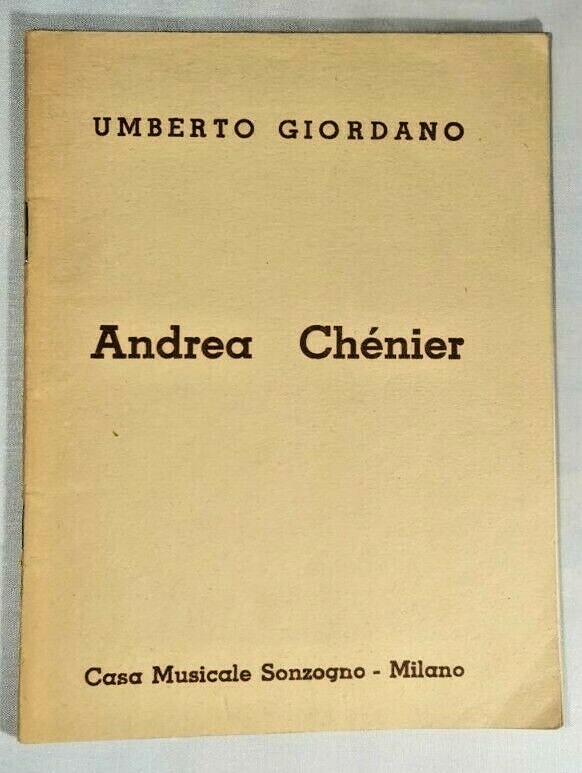 UMBERTO GIORDANO
Andrea Chénier
Casa Musicale Sonzogno - Milano